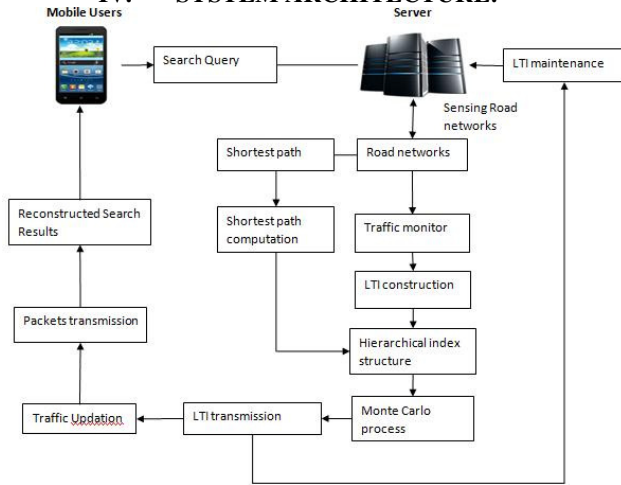 IV. SYSTEM ARCHITECTURE:
Mobile Users
Server
Search Query
LTI maintenance
Sensing Road
networks
Shortest path
Road networks
Reconstructed Search
Results
Shortest path
computation
Traffic monitor
LTI construction
Packets transmission
Hierarchical index
structure
Traffic Updation
LTI transmission
Monte Carlo
process